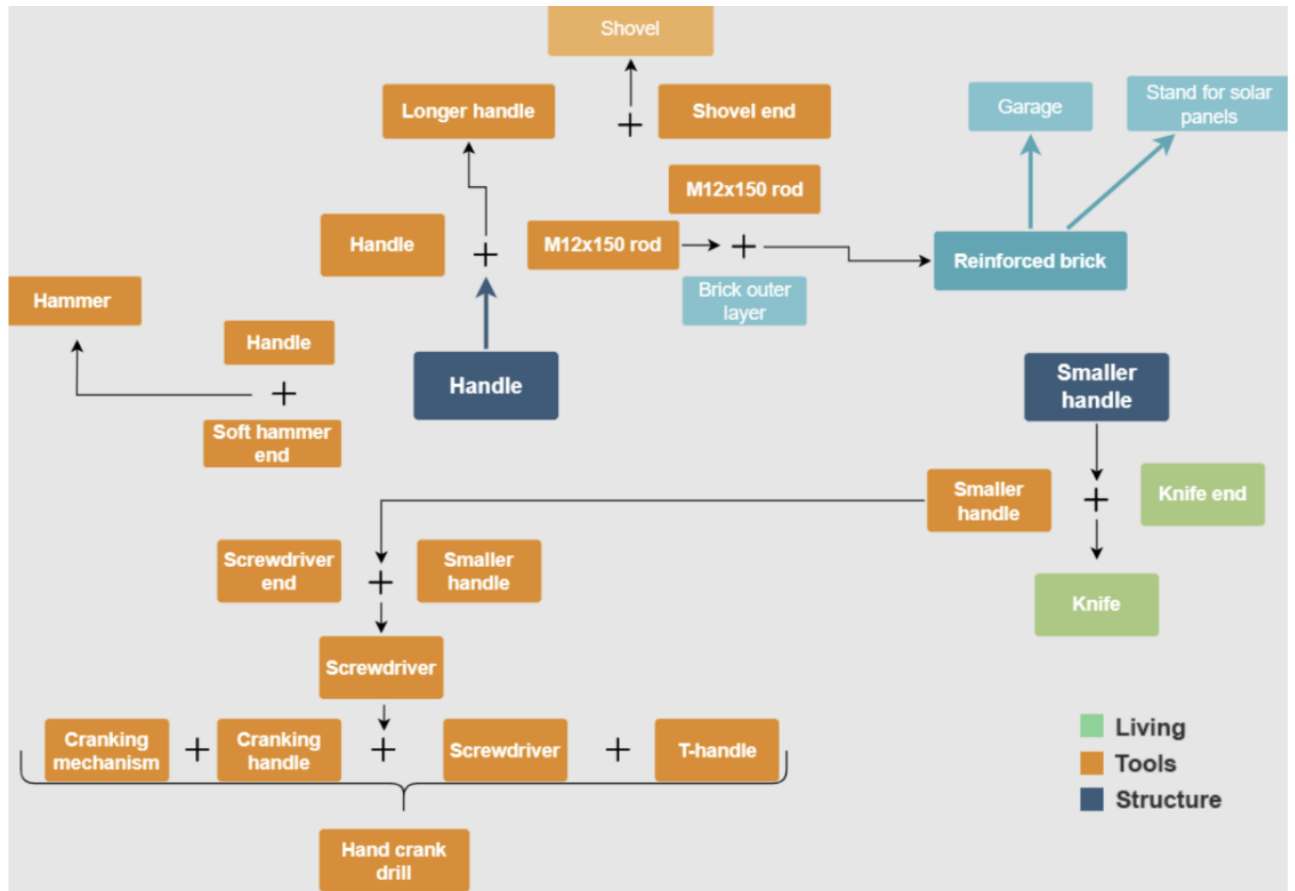 Shovel
Longer handle
Shovel end
Garage
Stand for solar
panels
M12x150 rod
Handle
M12x150 rod
Reinforced brick
Brick outer
layer
Hammer
Handle
Handle
Smaller
handle
Soft hammer
end
Smaller
handle
Knife end
Screwdriver
end
Smaller
handle
Knife
Screwdriver
Cranking
mechanism
Cranking
handle
Screwdriver
T-handle
Hand crank
drill
Living
Tools
Structure